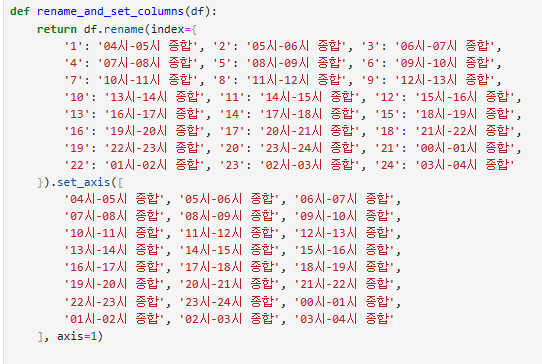 def rename_and_set_columns(df):
    return df.rename(index={
        '1': '04시-05시 종합', '2': '05시-06시 종합', '3': '06시-07시 종합',
        '4': '07시-08시 종합', '5': '08시-09시 종합', '6': '09시-10시 종합',
        '7': '10시-11시 종합', '8': '11시-12시 종합', '9': '12시-13시 종합',
        '10': '13시-14시 종합', '11': '14시-15시 종합', '12': '15시-16시 종합',
        '13': '16시-17시 종합', '14': '17시-18시 종합', '15': '18시-19시 종합',
        '16': '19시-20시 종합', '17': '20시-21시 종합', '18': '21시-22시 종합',
        '19': '22시-23시 종합', '20': '23시-24시 종합', '21': '00시-01시 종합',
        '22': '01시-02시 종합', '23': '02시-03시 종합', '24': '03시-04시 종합'
    }).set_axis([
        '04시-05시 종합', '05시-06시 종합', '06시-07시 종합',
        '07시-08시 종합', '08시-09시 종합', '09시-10시 종합',
        '10시-11시 종합', '11시-12시 종합', '12시-13시 종합',
        '13시-14시 종합', '14시-15시 종합', '15시-16시 종합',
        '16시-17시 종합', '17시-18시 종합', '18시-19시 종합',
        '19시-20시 종합', '20시-21시 종합', '21시-22시 종합',
        '22시-23시 종합', '23시-24시 종합', '00시-01시 종합',
        '01시-02시 종합', '02시-03시 종합', '03시-04시 종합'
    ], axis=1)